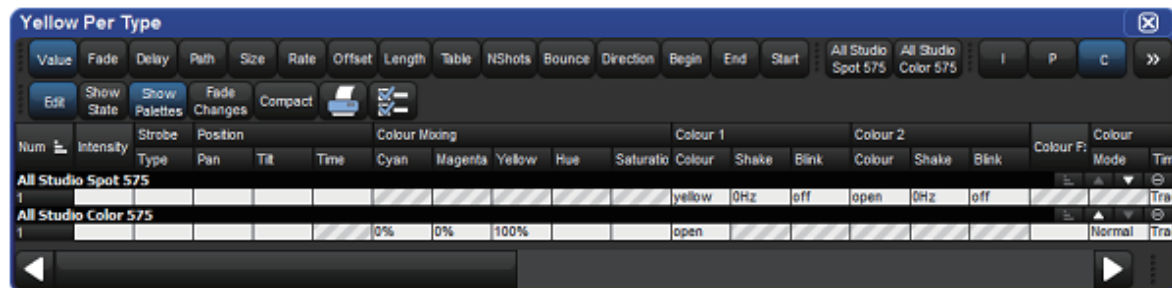 Yellow Per Type
Value Fade Delay Path Size Rate Offset Length Table NShots Bounce Direction Begin End Start All Studio Spot 575 All Studio Color 575 I P C »
Edit Show State Show Palettes Fade Changes Compact
Num Intensity Strobe Position Colour Mixing Colour 1 Colour 2 Colour F: Colour
Type Pan Tilt Time Cyan Magenta Yellow Hue Saturatio Colour Shake Blink Colour Shake Blink Mode Tim
All Studio Spot 575
1 yellow 0Hz off open 0Hz off Tra
All Studio Color 575
1 0% 0% 100% open Normal Tra